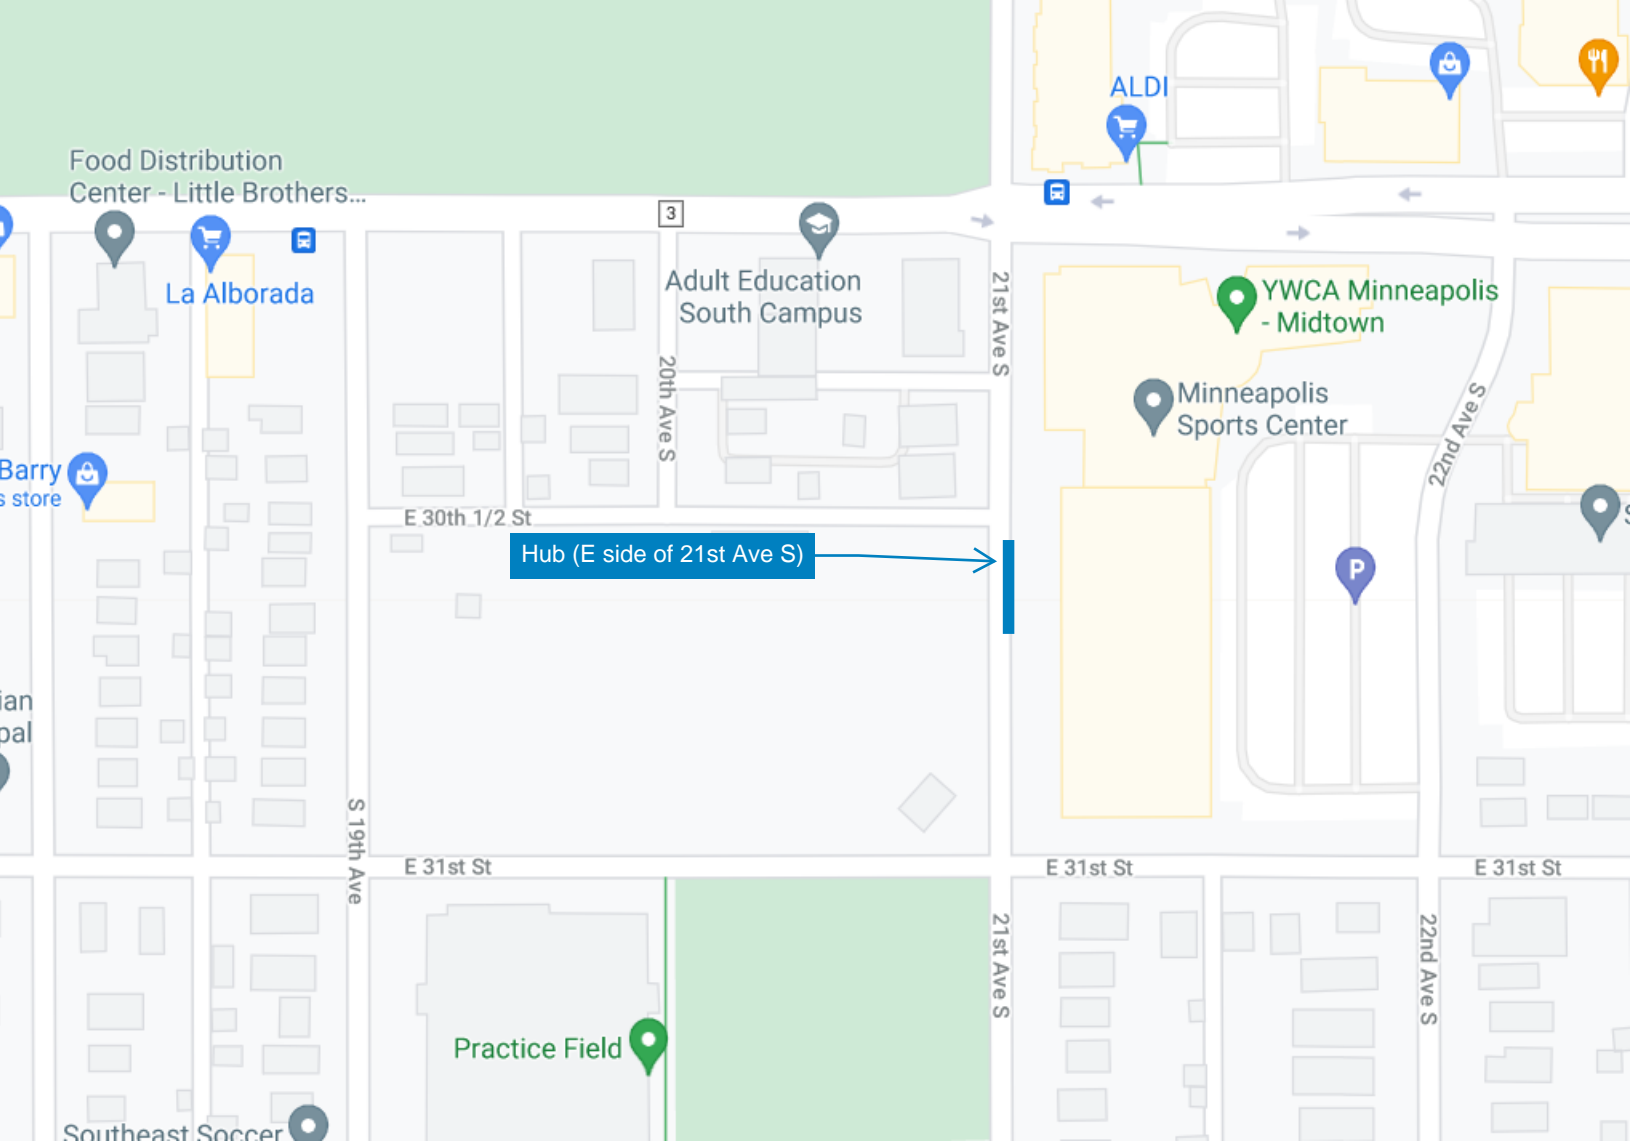 ALDI
Food Distribution
Center - Little Brothers...
3
La Alborada
Adult Education
South Campus
21st Ave S
YWCA Minneapolis
- Midtown
20th Ave S
Minneapolis
Sports Center
22nd Ave S
Barry
s store
E 30th 1/2 St
Hub (E side of 21st Ave S)
P
S
ian
pal
S 19th Ave
E 31st St
E 31st St
E 31st St
21st Ave S
22nd Ave S
Practice Field
Southeast Soccer